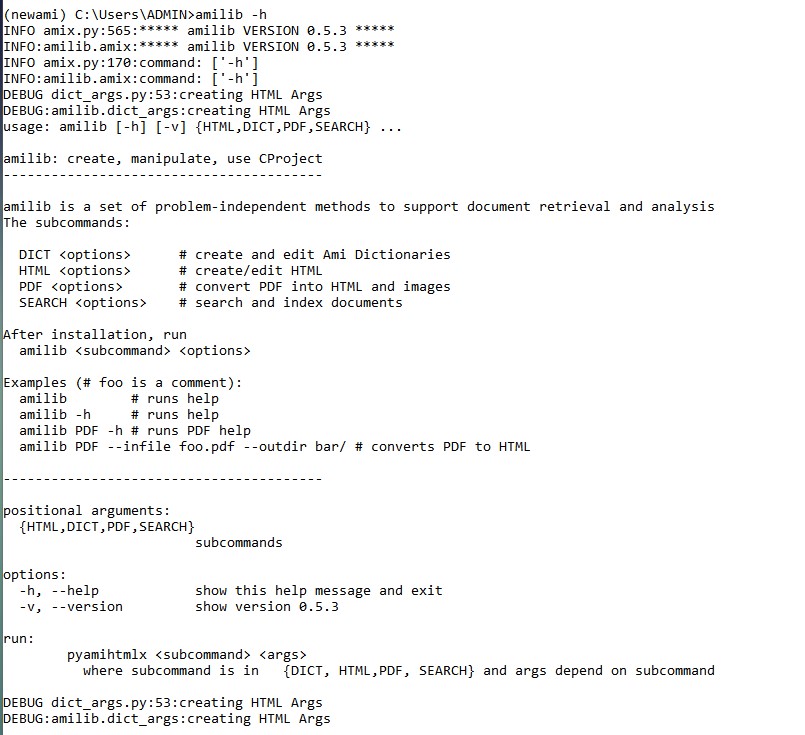 (newami) C:\Users\ADMIN>amilib -h
INFO amix.py:565:***** amilib VERSION 0.5.3 *****
INFO:amilib.amix:***** amilib VERSION 0.5.3 *****
INFO amix.py:170:command: ['-h']
INFO:amilib.amix:command: ['-h']
DEBUG dict_args.py:53:creating HTML Args
DEBUG:amilib.dict_args:creating HTML Args
usage: amilib [-h] [-v] {HTML,DICT,PDF,SEARCH} ...

amilib: create, manipulate, use CProject
----------------------------------------

amilib is a set of problem-independent methods to support document retrieval and analysis
The subcommands:

  DICT <options>      # create and edit Ami Dictionaries
  HTML <options>      # create/edit HTML
  PDF <options>       # convert PDF into HTML and images
  SEARCH <options>    # search and index documents

After installation, run
  amilib <subcommand> <options>

Examples (# foo is a comment):
  amilib        # runs help
  amilib -h     # runs help
  amilib PDF -h # runs PDF help
  amilib PDF --infile foo.pdf --outdir bar/ # converts PDF to HTML

----------------------------------------

positional arguments:
  {HTML,DICT,PDF,SEARCH}
                        subcommands

options:
  -h, --help            show this help message and exit
  -v, --version         show version 0.5.3

run:
        pyamihtmlx <subcommand> <args>
          where subcommand is in   {DICT, HTML,PDF, SEARCH} and args depend on subcommand

DEBUG dict_args.py:53:creating HTML Args
DEBUG:amilib.dict_args:creating HTML Args